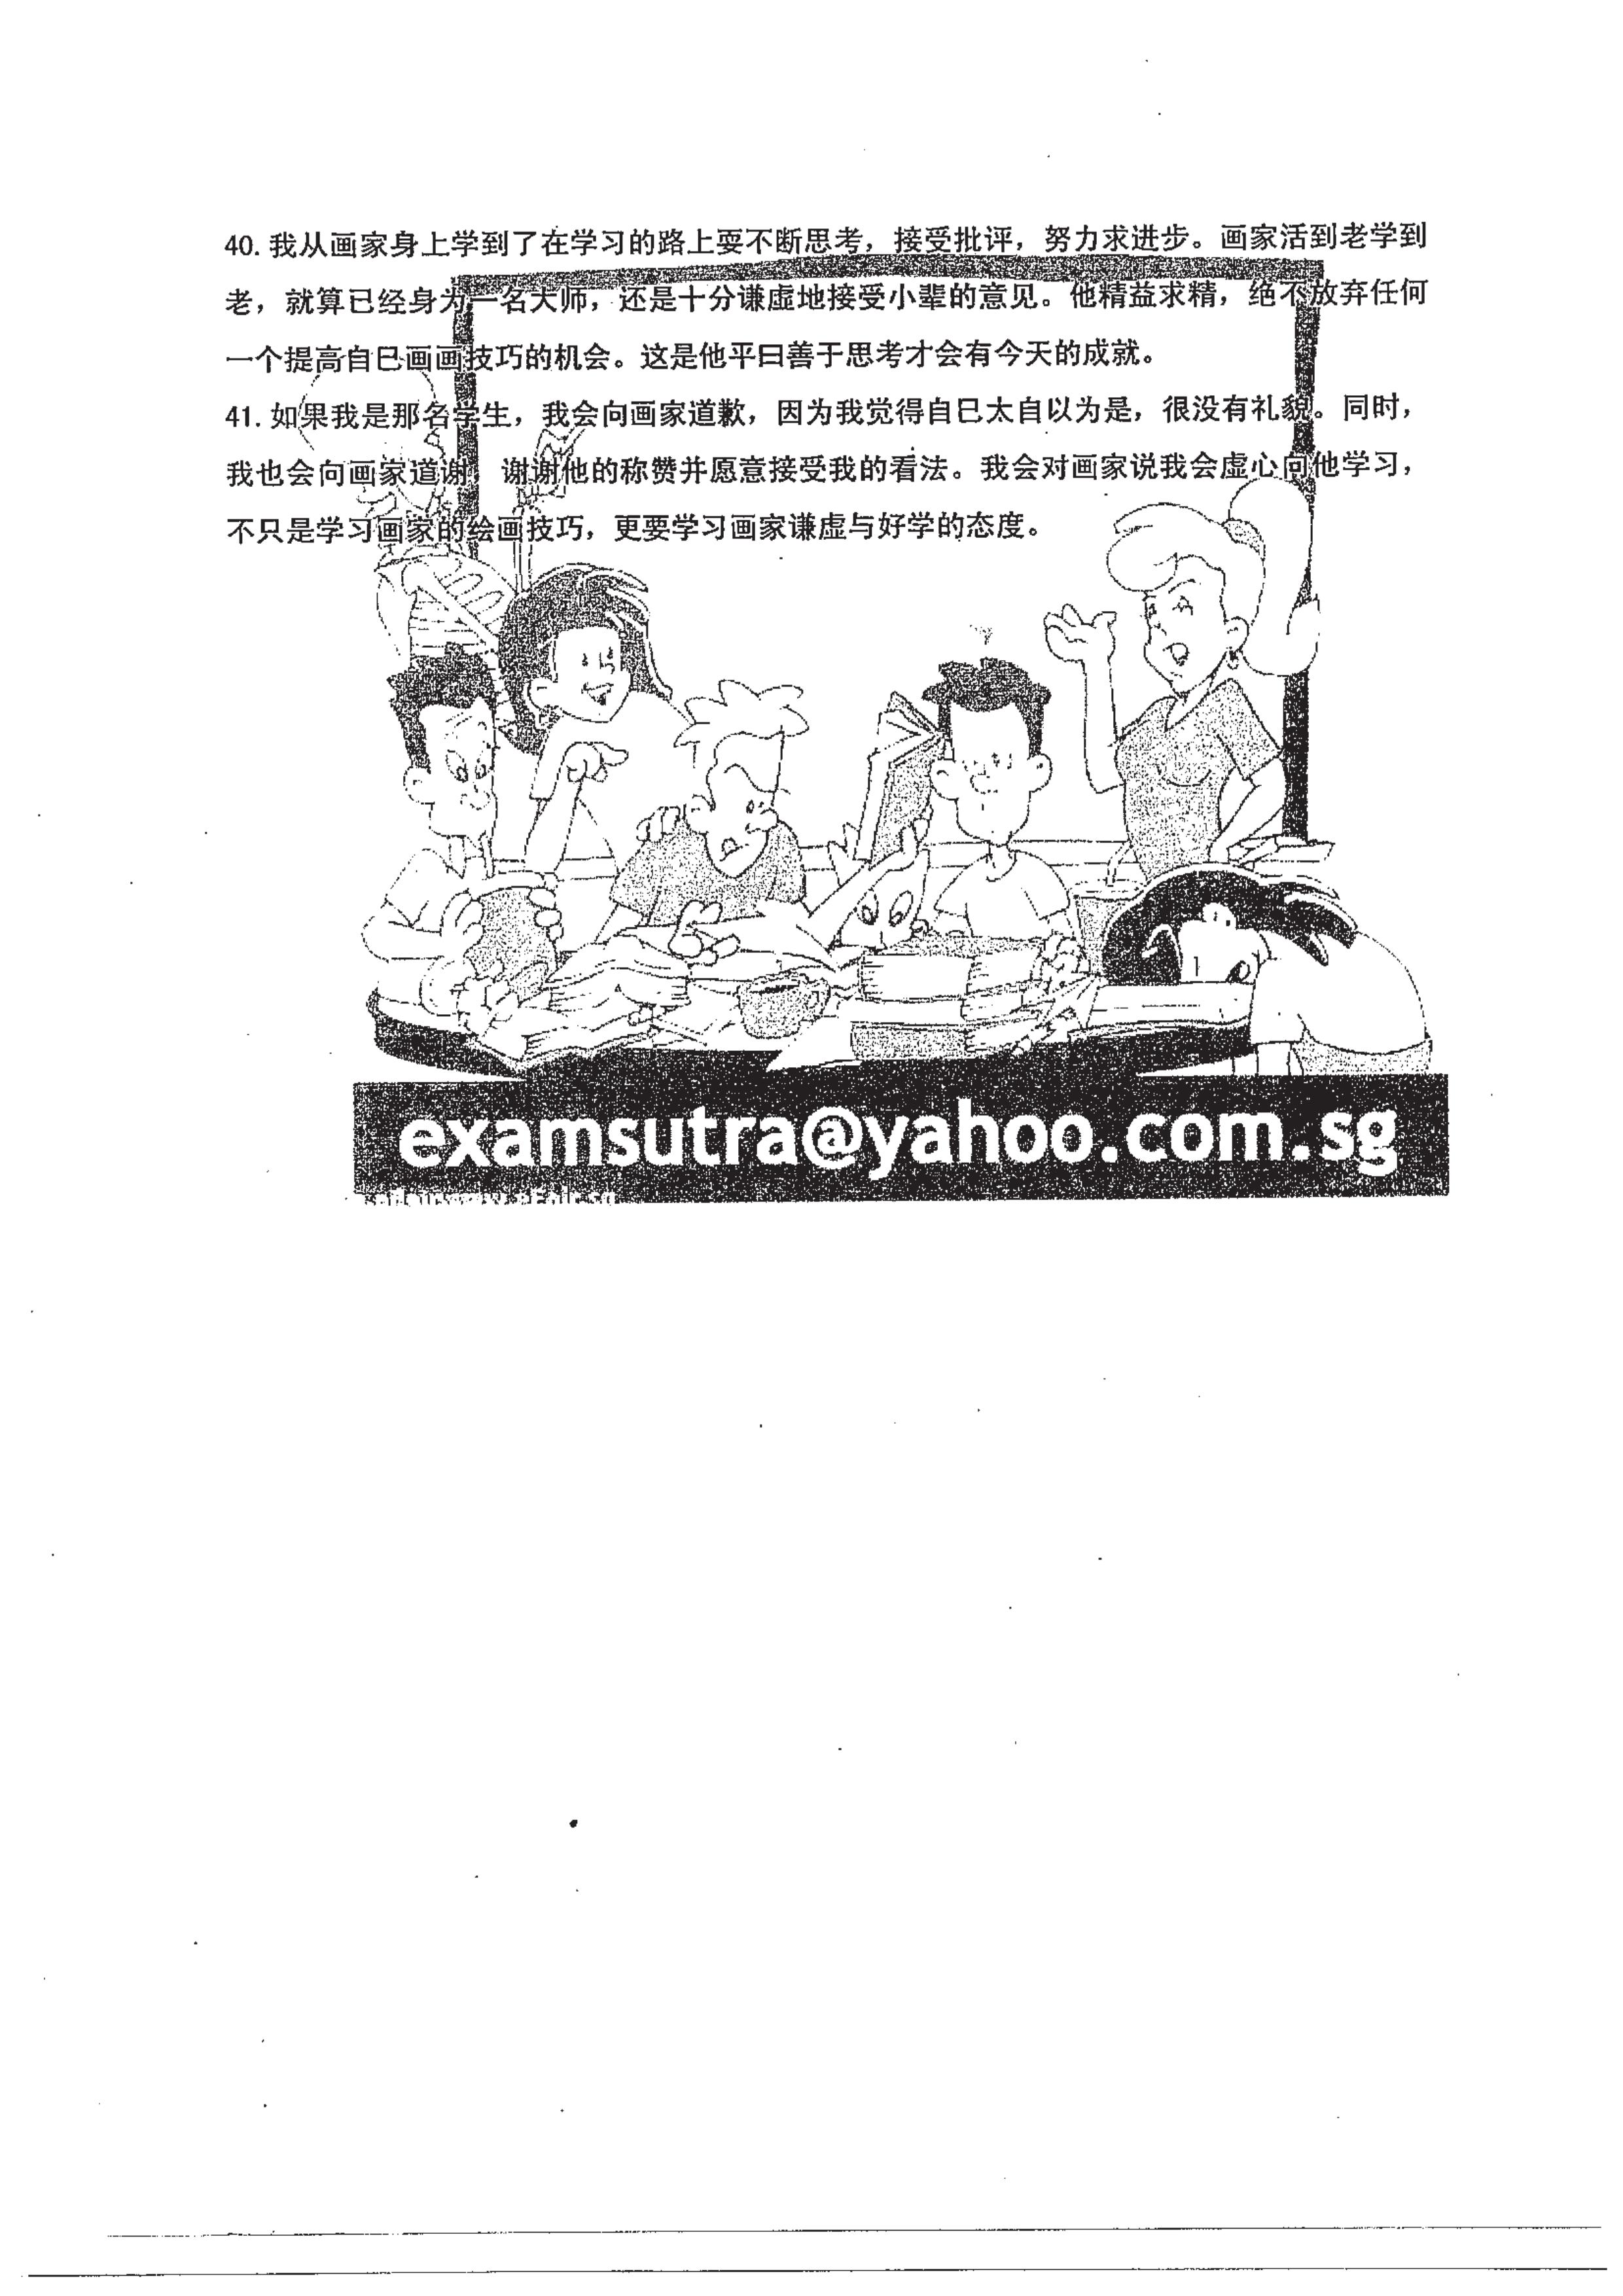 40. 我从画家身上学到了在学习的路上要不断思考，接受批评，努力求进步。画家活到老学到
老，就算已经身为一名大师，还是十分谦虚地接受小辈的意见。他精益求精，绝不放弃任何
一个提高自己画画技巧的机会。这是他平日善于思考才会有今天的成就。
41. 如果我是那名学生，我会向画家道歉，因为我觉得自己太自以为是，很没有礼貌。同时，
我也会向画家道谢，谢谢他的称赞并愿意接受我的看法。我会对画家说我会虚心向他学习，
不只是学习画家的绘画技巧，更要学习画家谦虚与好学的态度。
examsutra@yahoo.com.sg